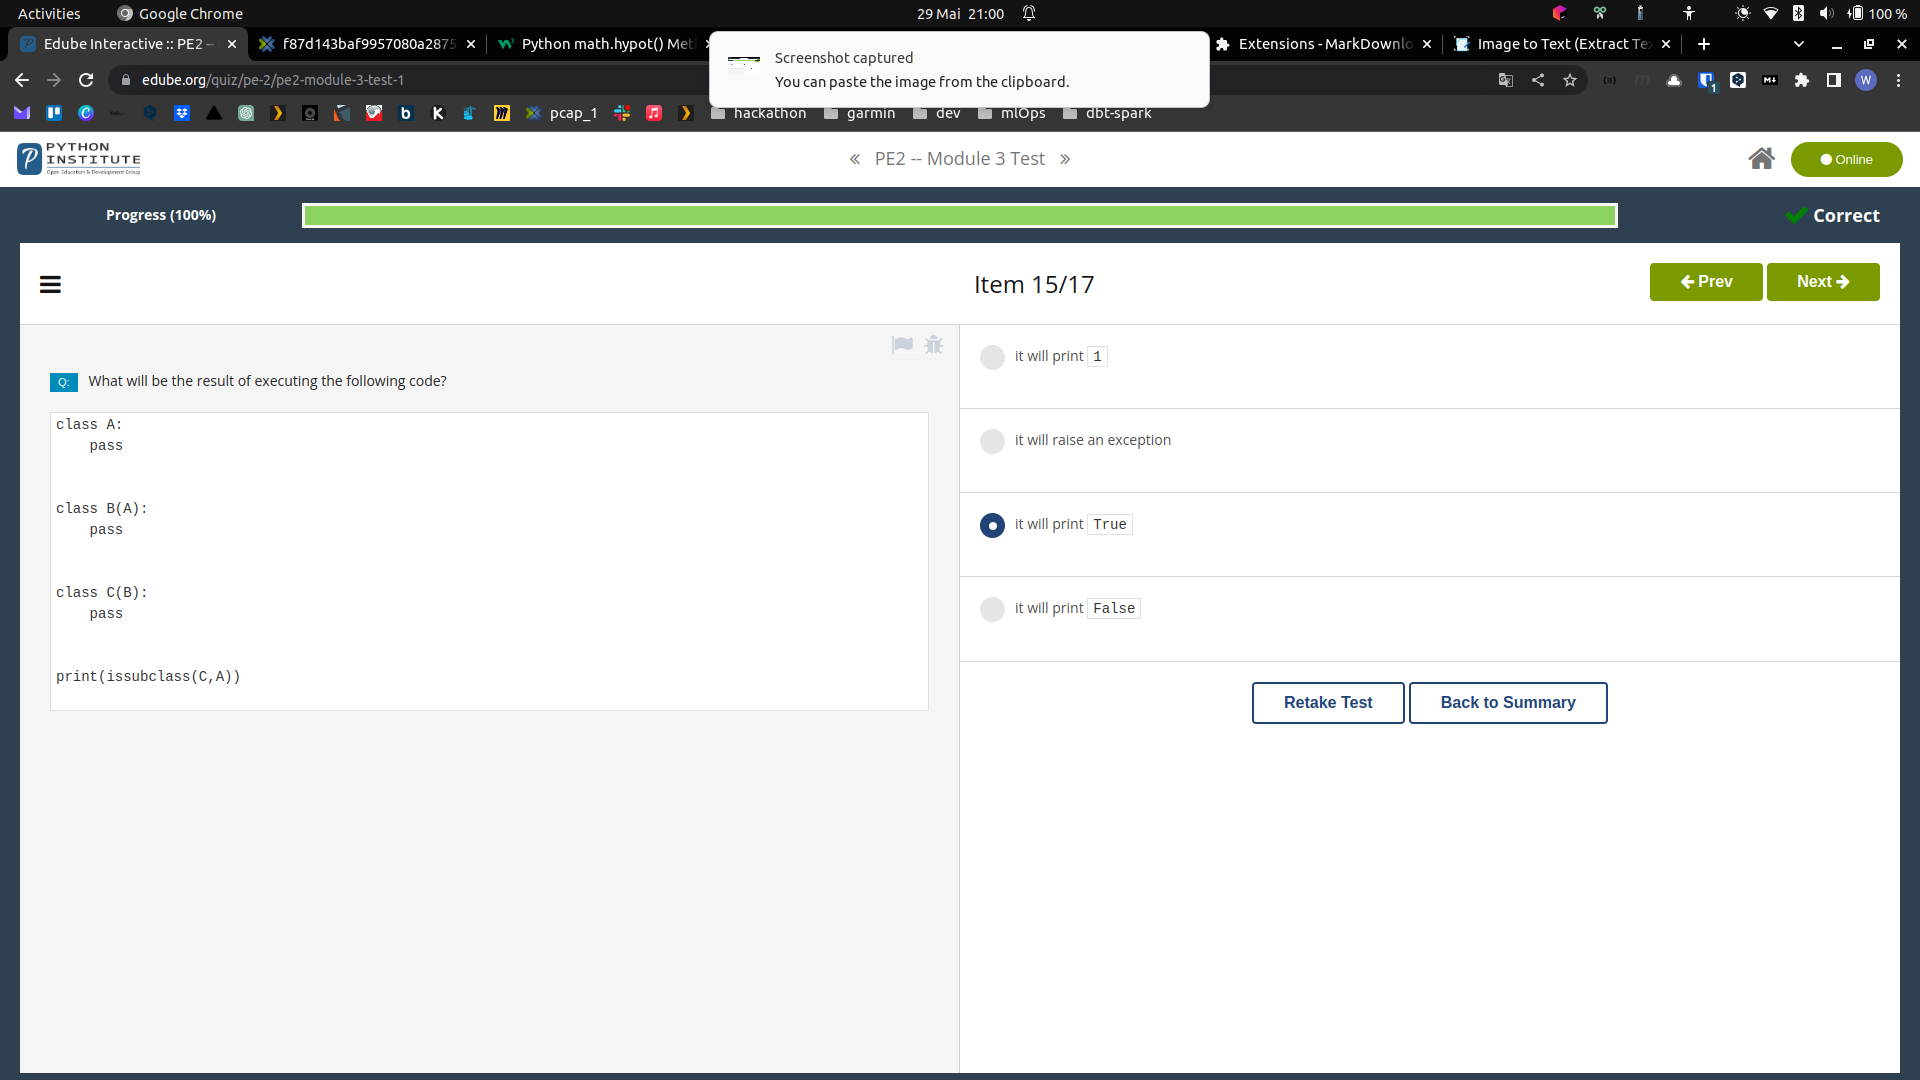 Activities
Google Chrome
29 Mai 21:00
100 %
Edube Interactive :: PE2 –
f87d143baf9957080a2875
Python math.hypot() Met
Extensions - MarkDownlo
Image to Text (Extract Te
Screenshot captured
You can paste the image from the clipboard.
edube.org/quiz/pe-2/pe2-module-3-test-1
1
W
pcap_1
hackathon
garmin
dev
mlOps
dbt-spark
PYTHON
INSTITUTE
Open Education & Development Group
« PE2 -- Module 3 Test »
Online
Progress (100%)
Correct
Item 15/17
Prev
Next
Q: What will be the result of executing the following code?
class A:
    pass
class B(A):
    pass
class C(B):
    pass
print(issubclass(C,A))
it will print 1
it will raise an exception
it will print True
it will print False
Retake Test
Back to Summary